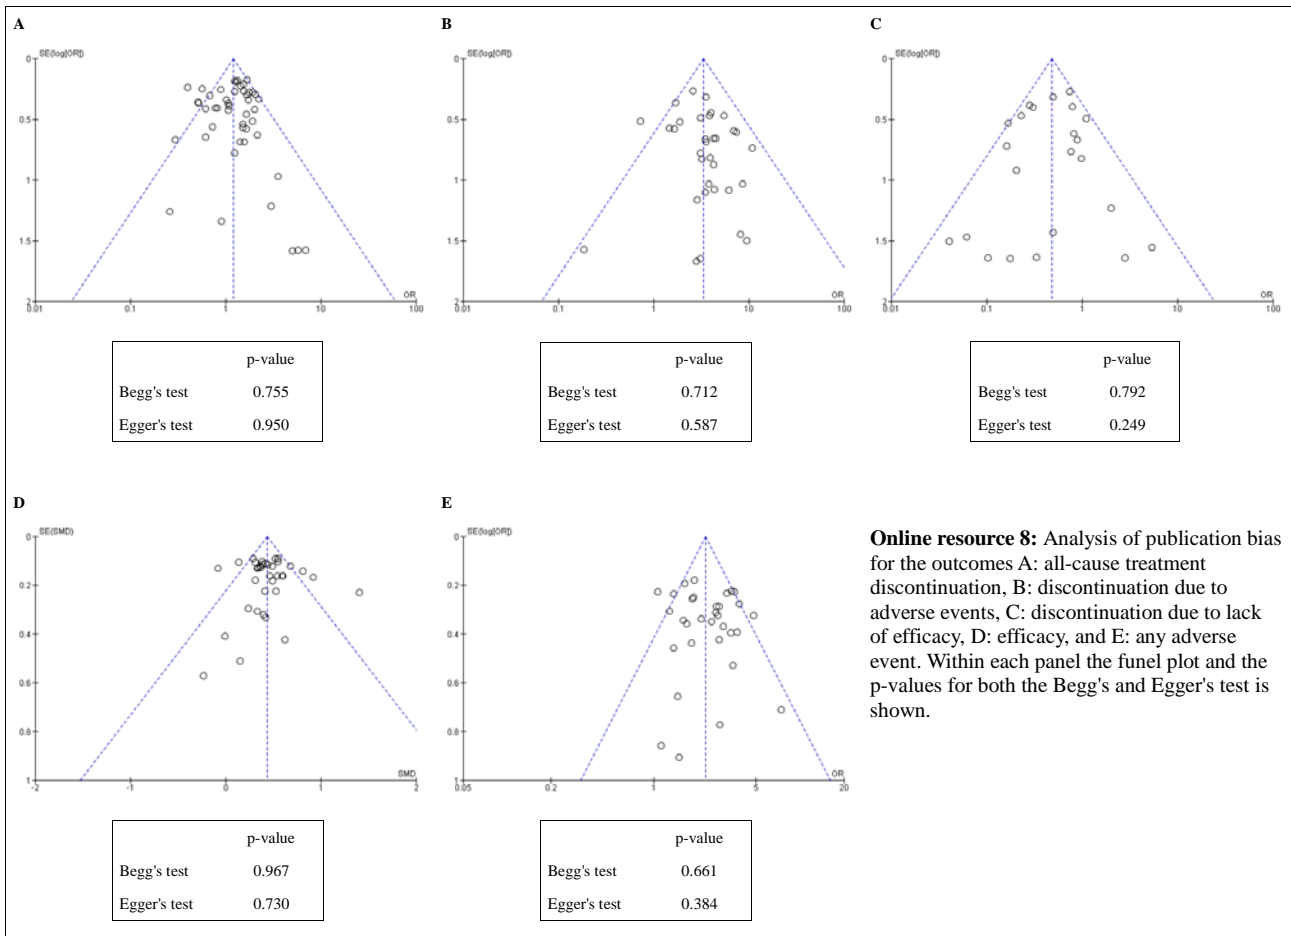 A
B
C
SE(log[OR])
0
0.5
1
1.5
2
0.01
0.1
1
10
100
OR
SE(log[OR])
0
0.5
1
1.5
2
0.01
0.1
1
10
100
OR
SE(log[OR])
0
0.5
1
1.5
2
0.01
0.1
1
10
100
OR
p-value
Begg's test 0.755
Egger's test 0.950
p-value
Begg's test 0.712
Egger's test 0.587
p-value
Begg's test 0.792
Egger's test 0.249
D
E
SE(SMD)
0
0.2
0.4
0.6
0.8
1
-2
-1
0
1
2
SMD
SE(log[OR])
0
0.2
0.4
0.6
0.8
1
0.05
0.2
1
5
20
OR
Online resource 8: Analysis of publication bias
for the outcomes A: all-cause treatment
discontinuation, B: discontinuation due to
adverse events, C: discontinuation due to lack
of efficacy, D: efficacy, and E: any adverse
event. Within each panel the funel plot and the
p-values for both the Begg's and Egger's test is
shown.
p-value
Begg's test 0.967
Egger's test 0.730
p-value
Begg's test 0.661
Egger's test 0.384